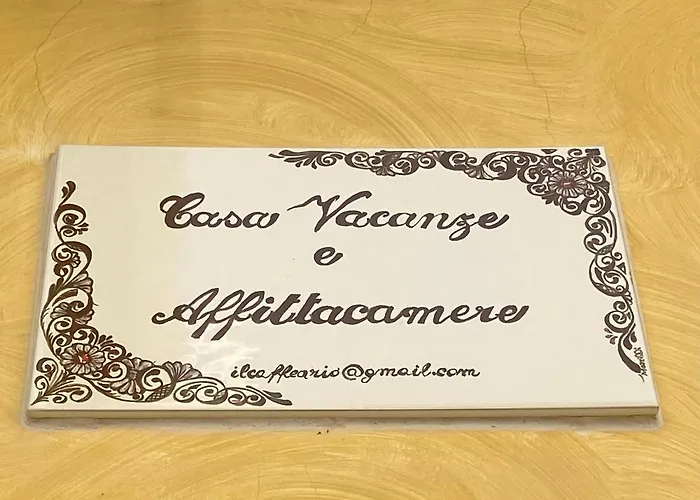 Casa Vacanze
e
Affittacamere
ilcaffeario@gmail.com